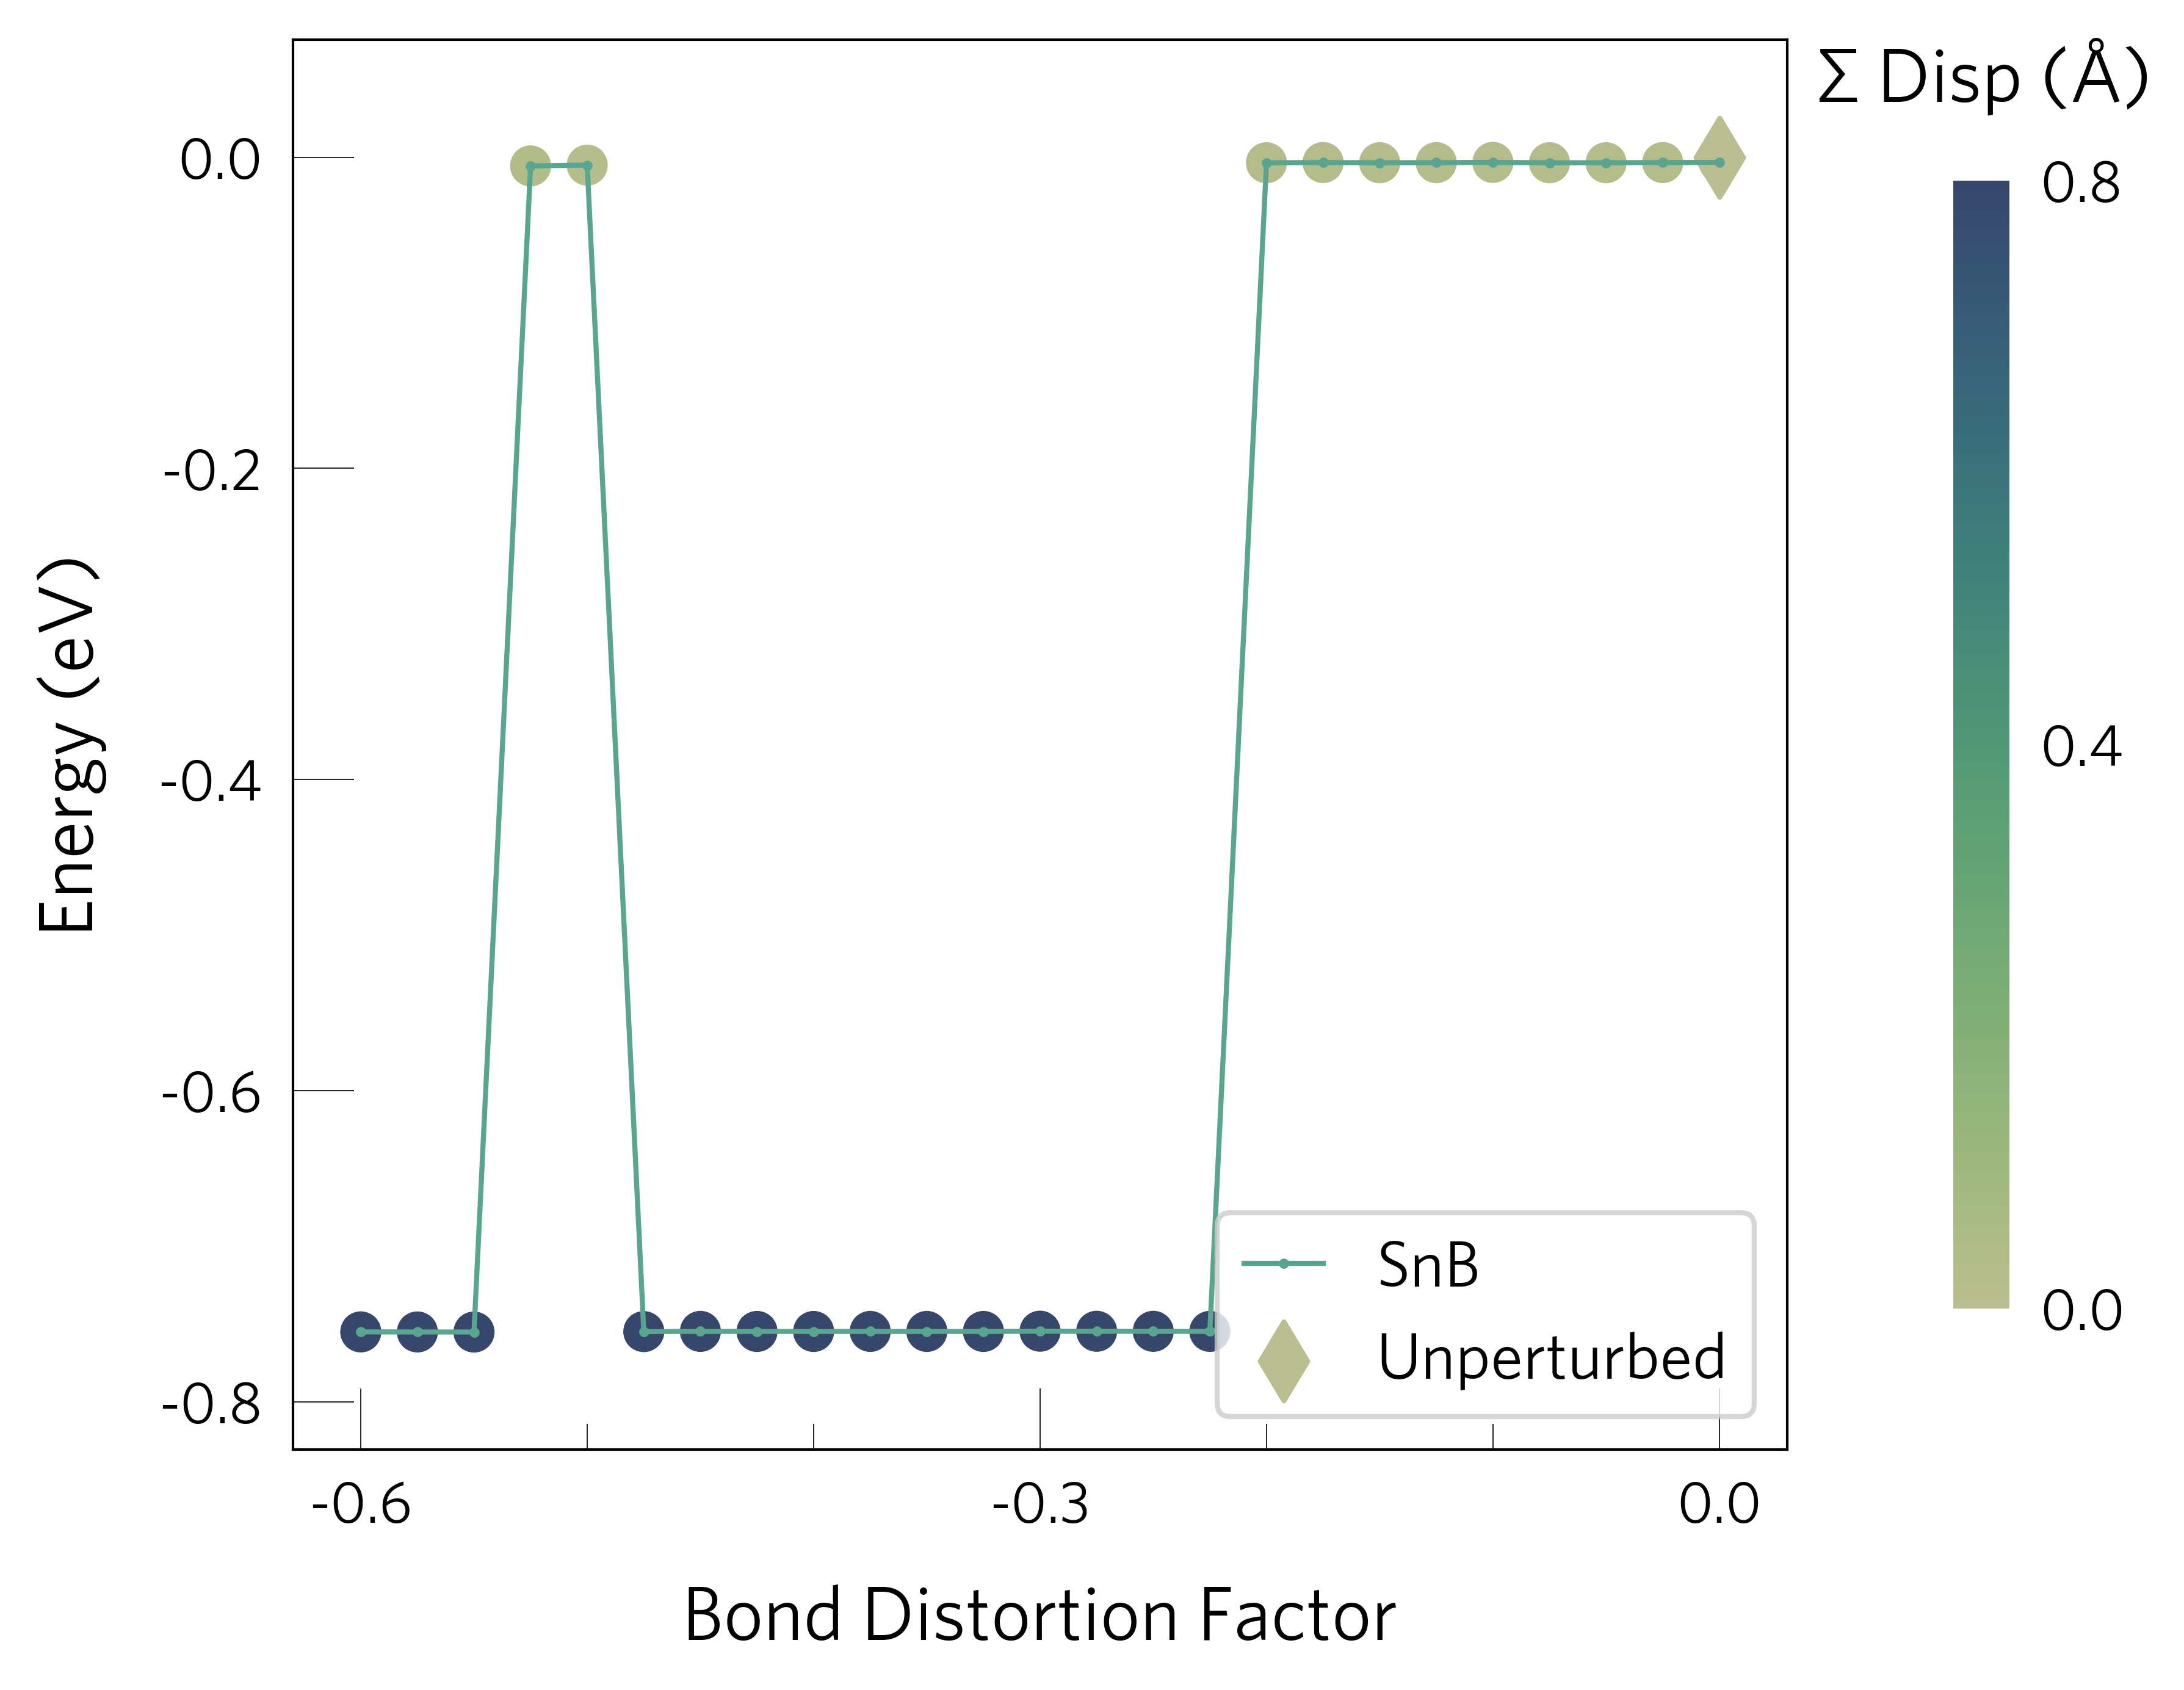 Σ Disp (Å)
0.0
-0.2
-0.4
-0.6
-0.8
Energy (eV)
0.8
0.4
0.0
SnB
Unperturbed
-0.6
-0.3
0.0
Bond Distortion Factor